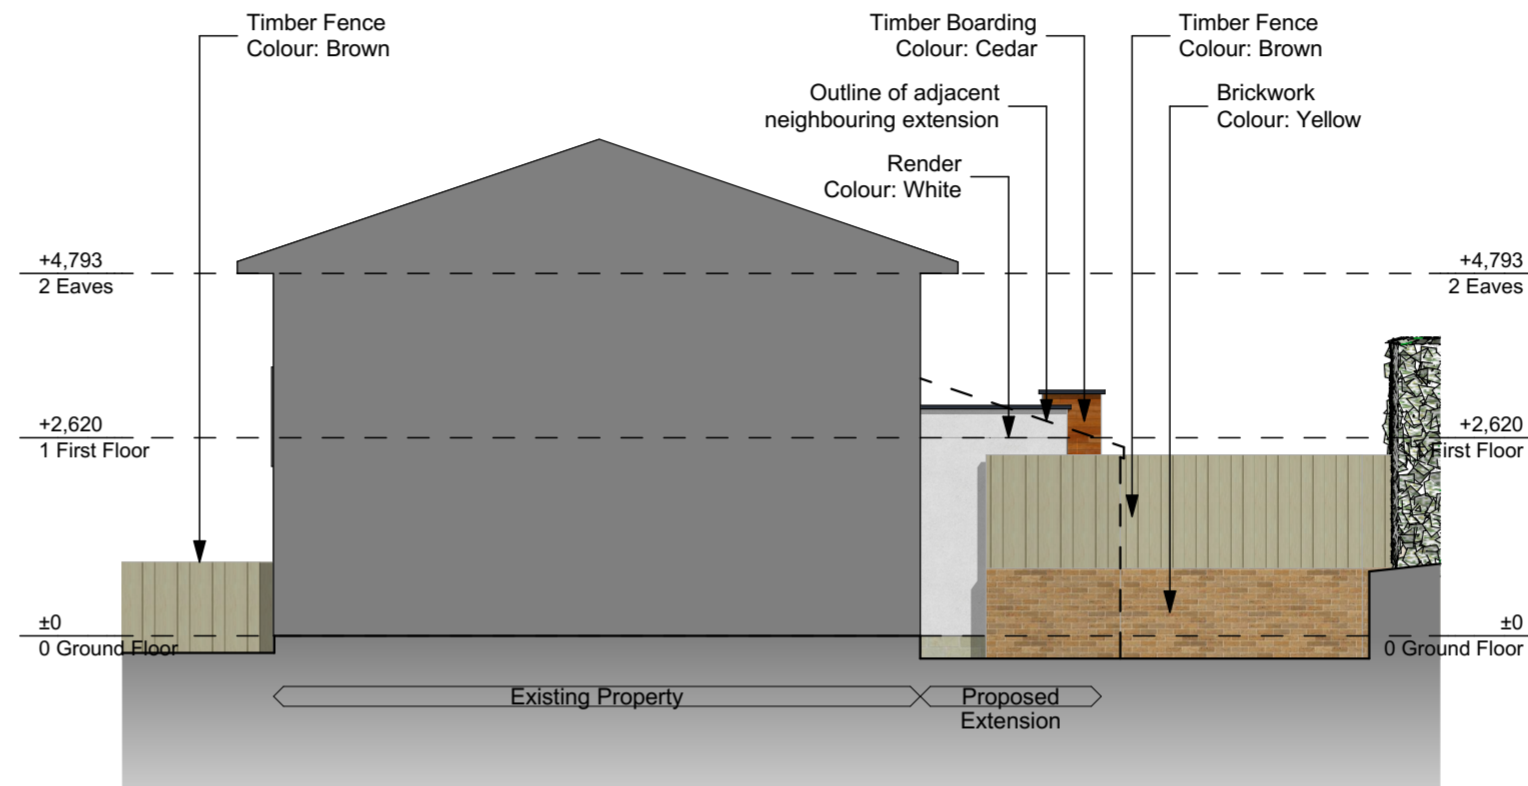 Timber Fence
Colour: Brown
Timber Boarding
Colour: Cedar
Timber Fence
Colour: Brown
Outline of adjacent
neighbouring extension
Brickwork
Colour: Yellow
Render
Colour: White
+4,793
2 Eaves
+4,793
2 Eaves
+2,620
1 First Floor
+2,620
1 First Floor
±0
0 Ground Floor
±0
0 Ground Floor
Existing Property
Proposed
Extension